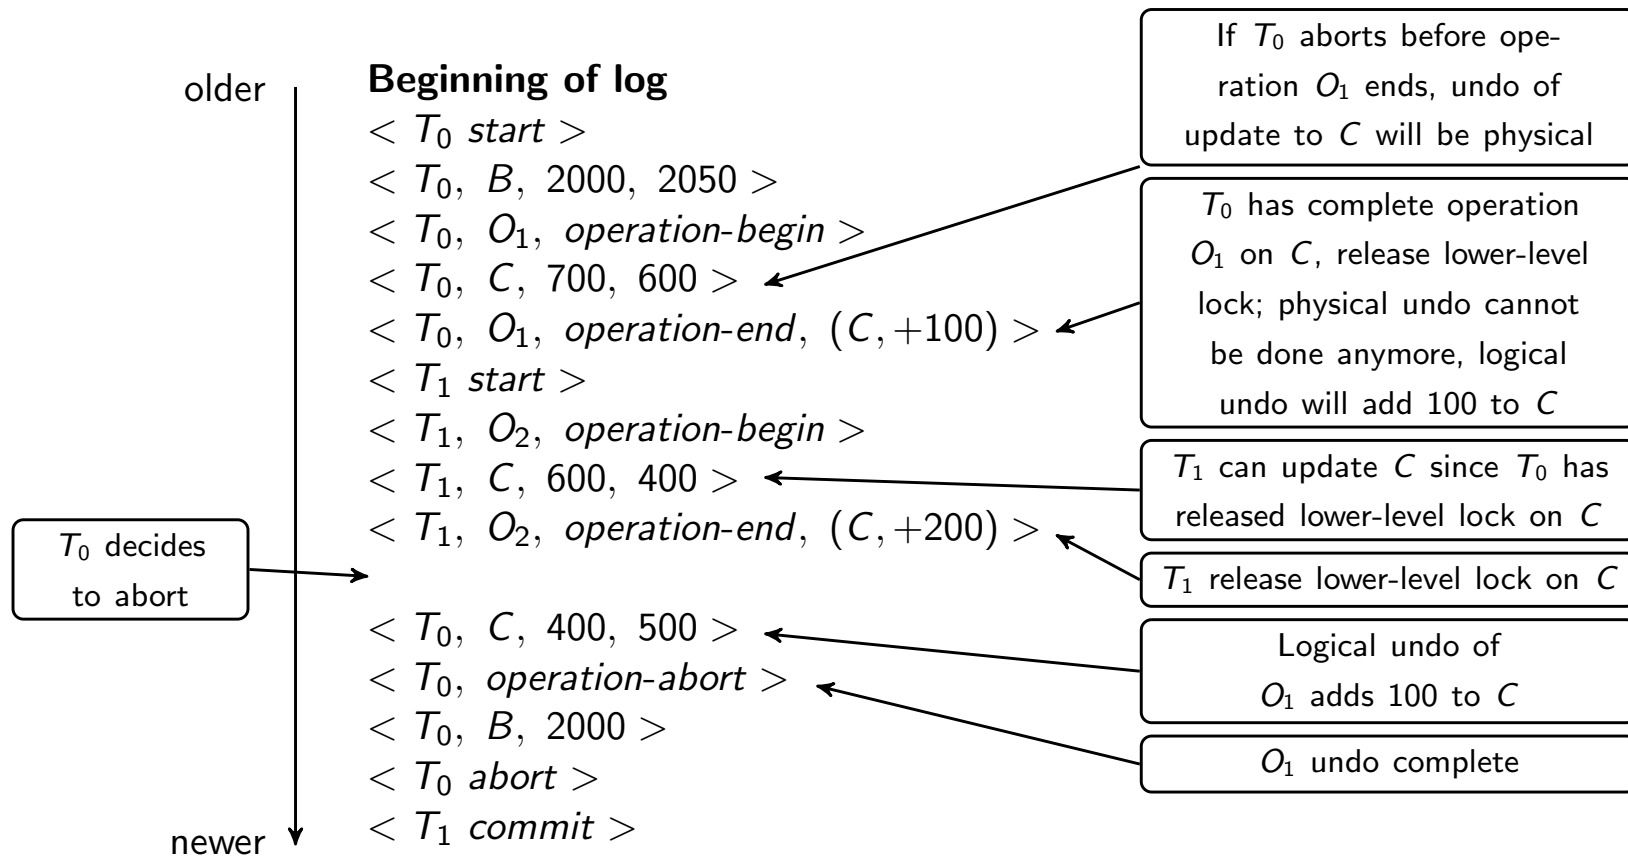 older
Beginning of log
< T₀ start >
< T₀, B, 2000, 2050 >
< T₀, O₁, operation-begin >
< T₀, C, 700, 600 >
< T₀, O₁, operation-end, (C, +100) >
< T₁ start >
< T₁, O₂, operation-begin >
< T₁, C, 600, 400 >
< T₁, O₂, operation-end, (C, +200) >
T₀ decides
to abort
< T₀, C, 400, 500 >
< T₀, operation-abort >
< T₀, B, 2000 >
< T₀ abort >
< T₁ commit >
newer
If T₀ aborts before ope-
ration O₁ ends, undo of
update to C will be physical
T₀ has complete operation
O₁ on C, release lower-level
lock; physical undo cannot
be done anymore, logical
undo will add 100 to C
T₁ can update C since T₀ has
released lower-level lock on C
T₁ release lower-level lock on C
Logical undo of
O₁ adds 100 to C
O₁ undo complete